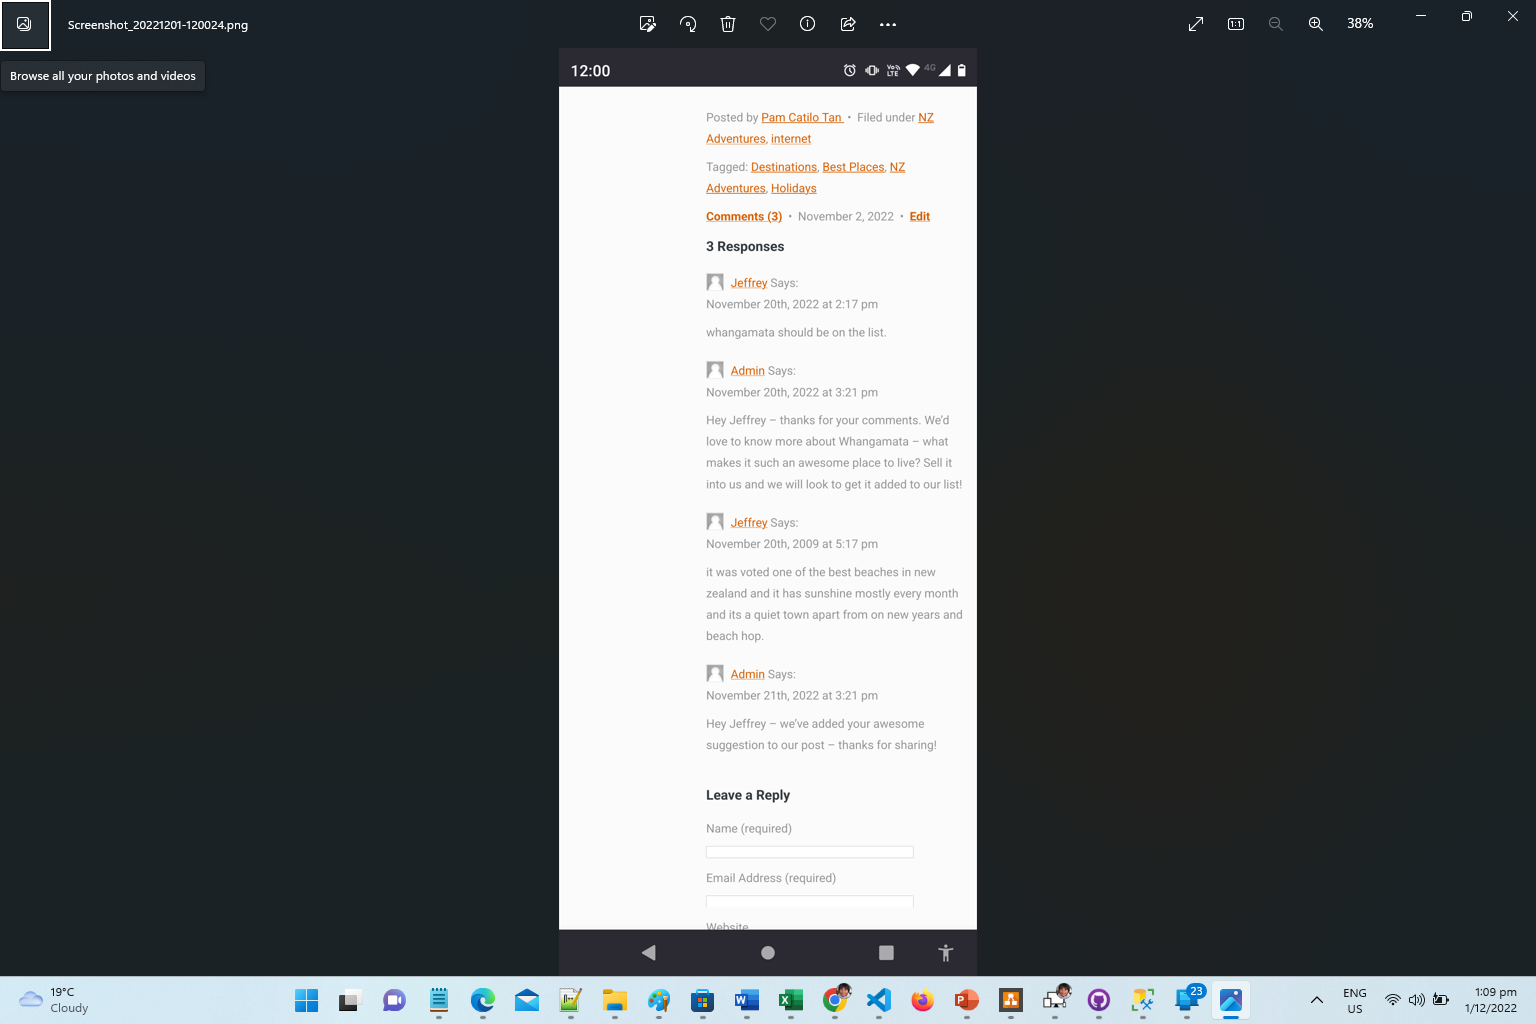 Screenshot_20221201-120024.png
38%
Browse all your photos and videos
12:00
Vo
LTE
4G
Posted by Pam Catilo Tan • Filed under NZ
Adventures, internet
Tagged: Destinations, Best Places, NZ
Adventures, Holidays
Comments (3) • November 2, 2022 • Edit
3 Responses
Jeffrey Says:
November 20th, 2022 at 2:17 pm
whangamata should be on the list.
Admin Says:
November 20th, 2022 at 3:21 pm
Hey Jeffrey – thanks for your comments. We'd
love to know more about Whangamata – what
makes it such an awesome place to live? Sell it
into us and we will look to get it added to our list!
Jeffrey Says:
November 20th, 2009 at 5:17 pm
it was voted one of the best beaches in new
zealand and it has sunshine mostly every month
and its a quiet town apart from on new years and
beach hop.
Admin Says:
November 21th, 2022 at 3:21 pm
Hey Jeffrey – we've added your awesome
suggestion to our post – thanks for sharing!
Leave a Reply
Name (required)
Email Address (required)
Website
19°C
Cloudy
23
ENG
US
1:09 pm
1/12/2022